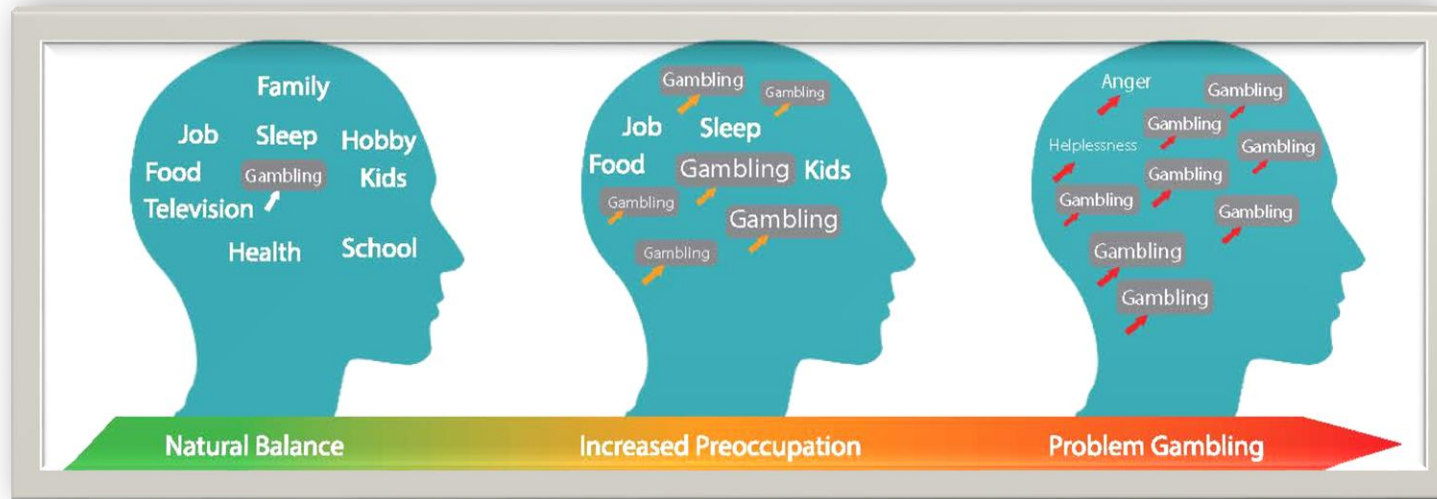 Family
Job
Sleep
Hobby
Food
Gambling
Kids
Television
Health
School
Natural Balance
Gambling
Gambling
Job
Sleep
Food
Gambling
Kids
Gambling
Gambling
Gambling
Increased Preoccupation
Anger
Gambling
Gambling
Helplessness
Gambling
Gambling
Gambling
Gambling
Gambling
Gambling
Problem Gambling